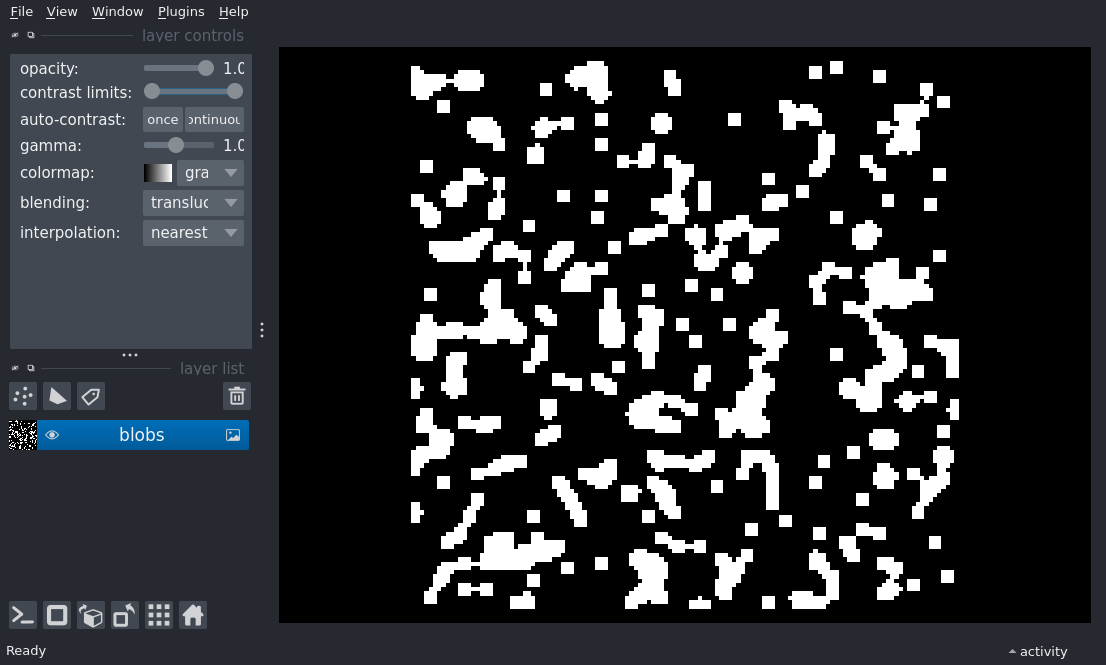 File View Window Plugins Help
layer controls
opacity: 1.0
contrast limits:
auto-contrast: once ontinuou
gamma: 1.0
colormap: gra
blending: transluc
interpolation: nearest
layer list
blobs
Ready
activity